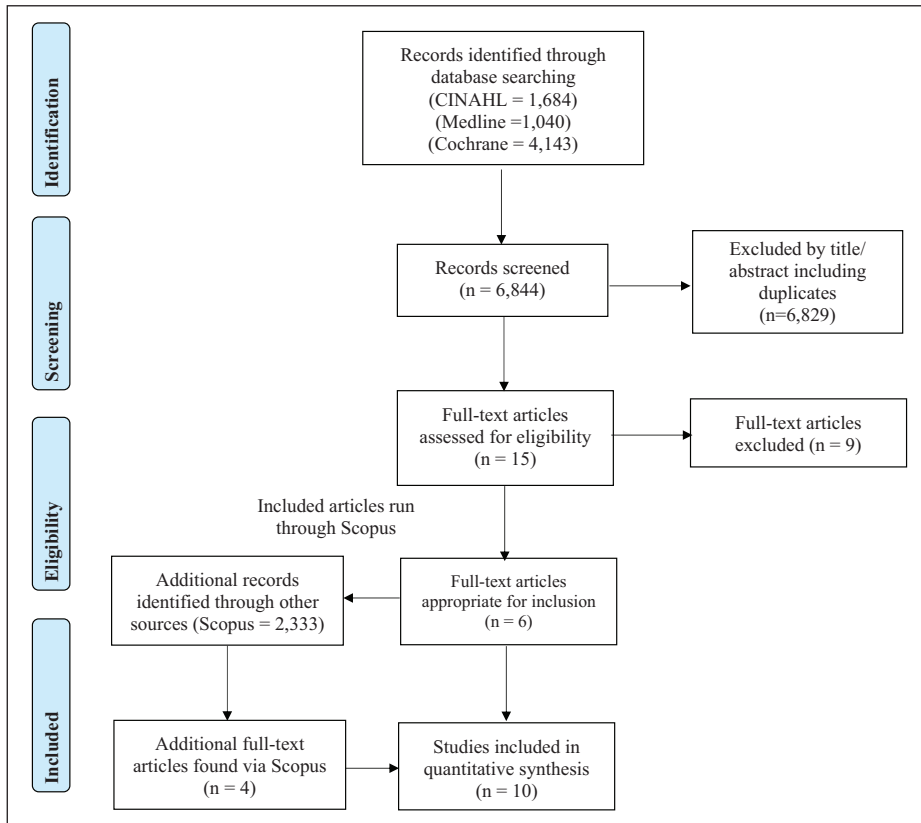 Identification
Records identified through
database searching
(CINAHL = 1,684)
(Medline =1,040)
(Cochrane = 4,143)
Screening
Records screened
(n = 6,844)
Excluded by title/
abstract including
duplicates
(n=6,829)
Eligibility
Full-text articles
assessed for eligibility
(n = 15)
Full-text articles
excluded (n = 9)
Included articles run
through Scopus
Additional records
identified through other
sources (Scopus = 2,333)
Full-text articles
appropriate for inclusion
(n = 6)
Included
Additional full-text
articles found via Scopus
(n = 4)
Studies included in
quantitative synthesis
(n = 10)